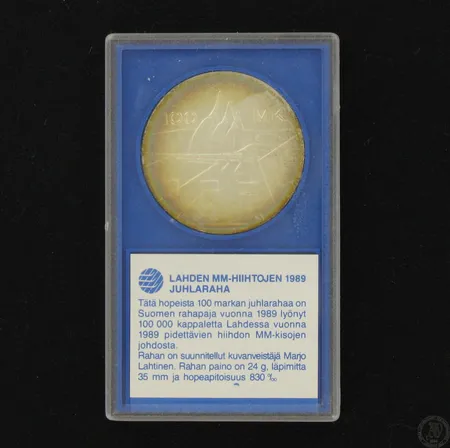 LAHDEN MM-HIIHTOJEN 1989
JUHLARAHA
Tätä hopeista 100 markan juhlarahaa on
Suomen rahapaja vuonna 1989 lyönyt
100 000 kappaletta Lahdessa vuonna
1989 pidettävien hiihdon MM-kisojen
johdosta.
Rahan on suunnitellut kuvanveistäjä Marjo
Lahtinen. Rahan paino on 24 g, läpimitta
35 mm ja hopeapitoisuus 830 ‰